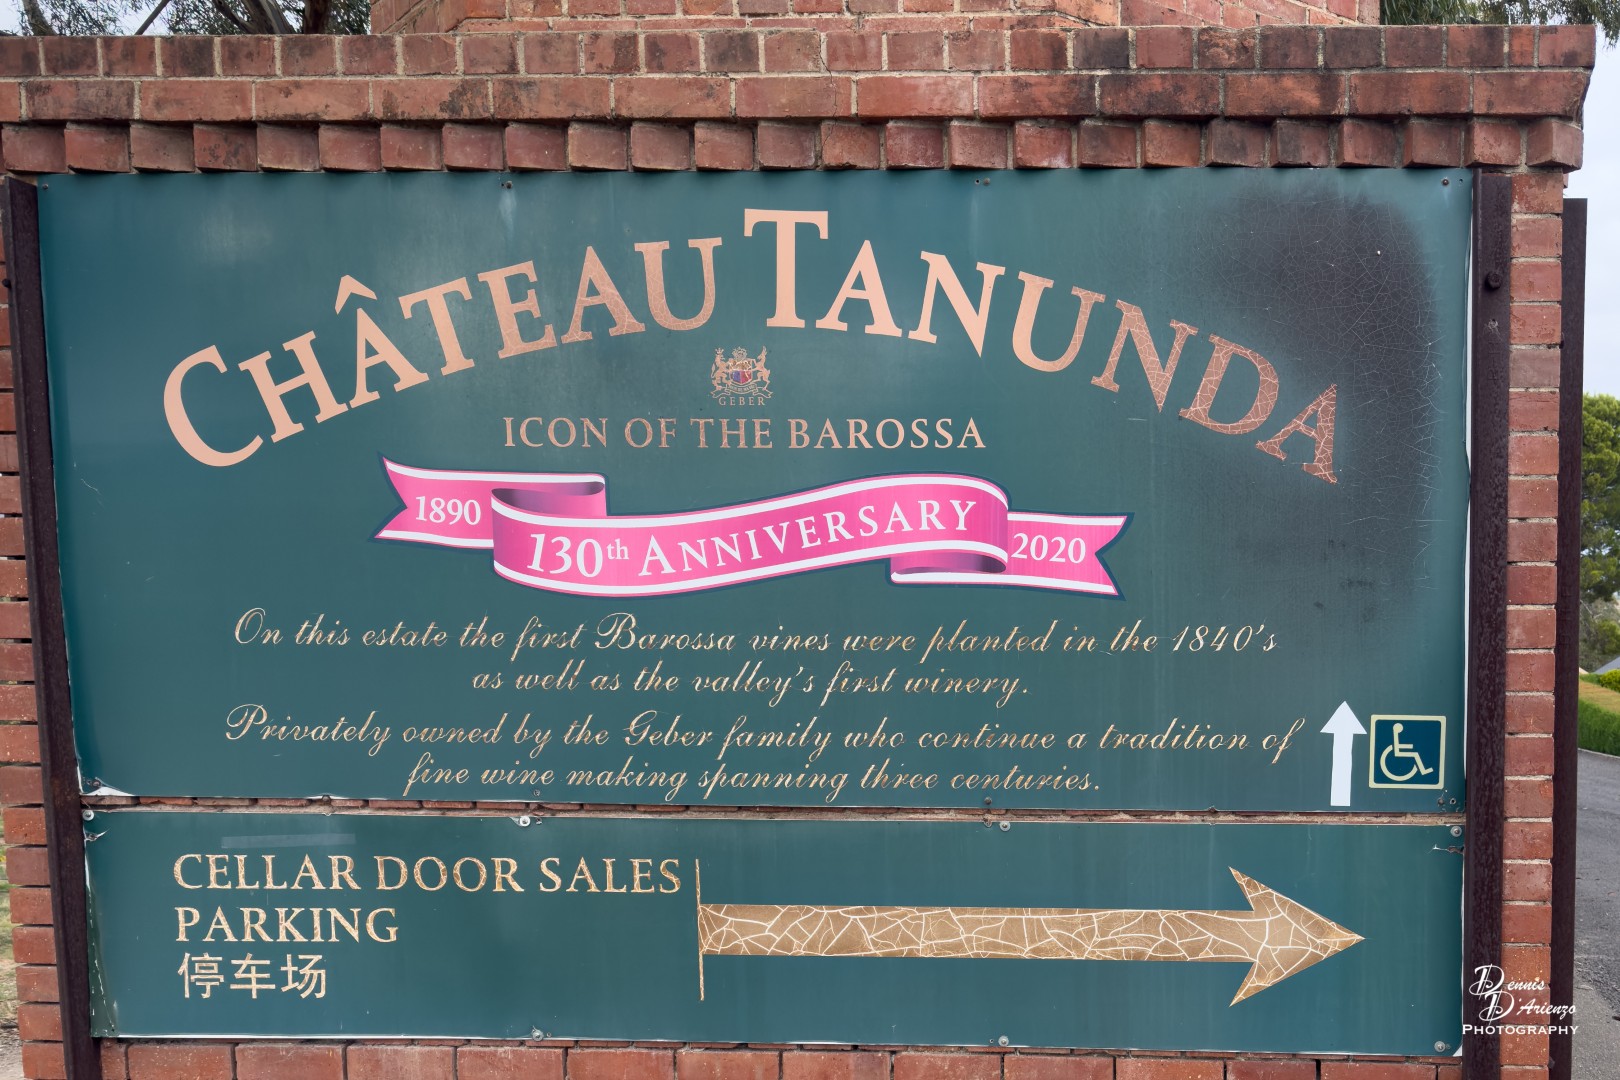 CHÂTEAU TANUNDA
GEBER
ICON OF THE BAROSSA
1890 130th ANNIVERSARY 2020
On this estate the first Barossa vines were planted in the 1840's
as well as the valley's first winery.
Privately owned by the Geber family who continue a tradition of
fine wine making spanning three centuries.
CELLAR DOOR SALES
PARKING
停车场
Dennis
D'Arienzo
PHOTOGRAPHY